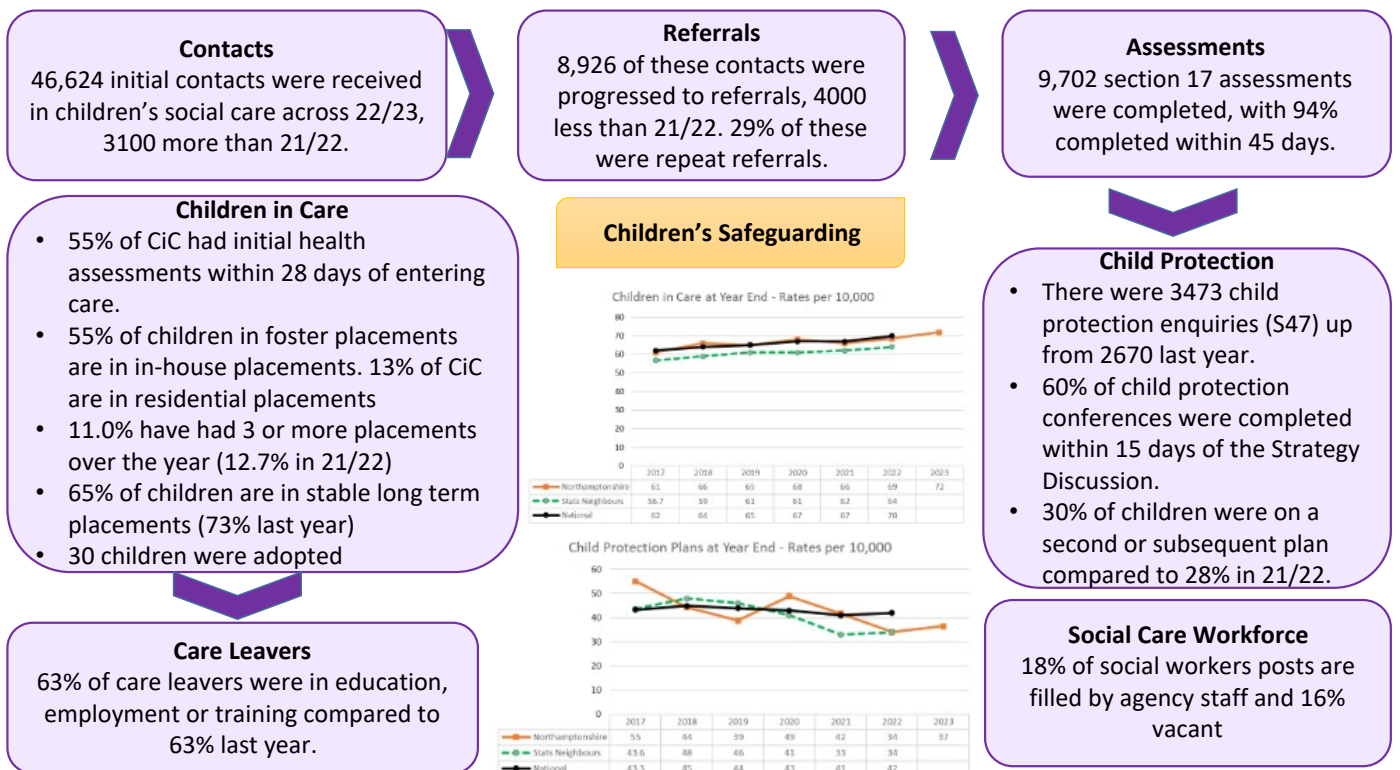 Contacts
46,624 initial contacts were received
in children's social care across 22/23,
3100 more than 21/22.
Referrals
8,926 of these contacts were
progressed to referrals, 4000
less than 21/22. 29% of these
were repeat referrals.
Assessments
9,702 section 17 assessments
were completed, with 94%
completed within 45 days.
Children in Care
• 55% of CiC had initial health
assessments within 28 days of entering
care.
• 55% of children in foster placements
are in in-house placements. 13% of CiC
are in residential placements
• 11.0% have had 3 or more placements
over the year (12.7% in 21/22)
• 65% of children are in stable long term
placements (73% last year)
• 30 children were adopted
Children's Safeguarding
Children in Care at Year End - Rates per 10,000
80
70
60
50
40
30
20
10
0
2017 2018 2019 2020 2021 2022 2023
Northamptonshire 61 66 65 68 66 69 72
Stats Neighbours 56.7 59 61 61 62 64
National 62 64 65 67 67 70
Child Protection Plans at Year End - Rates per 10,000
60
50
40
30
20
10
0
2017 2018 2019 2020 2021 2022 2023
Northamptonshire 55 44 39 49 42 34 37
Stats Neighbours 43.6 48 46 41 33 34
National 43.3 45 44 43 41 42
Child Protection
• There were 3473 child
protection enquiries (S47) up
from 2670 last year.
• 60% of child protection
conferences were completed
within 15 days of the Strategy
Discussion.
• 30% of children were on a
second or subsequent plan
compared to 28% in 21/22.
Care Leavers
63% of care leavers were in education,
employment or training compared to
63% last year.
Social Care Workforce
18% of social workers posts are
filled by agency staff and 16%
vacant